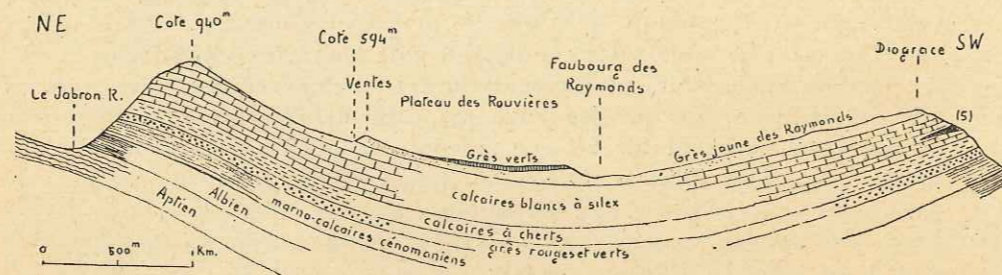 NE
Cote 940ᵐ
Cote 594ᵐ
Diograce
SW
Faubourg des
Raymonds
Le Jabron R.
Ventes
Plateau des Rouvières
(5)
Grès verts
Grès jaune des Raymonds
calcaires blancs à silex
calcaires à cherts
grès rouges et verts
marno-calcaires cénomaniens
Albien
Aptien
0
500ᵐ
1 Km.